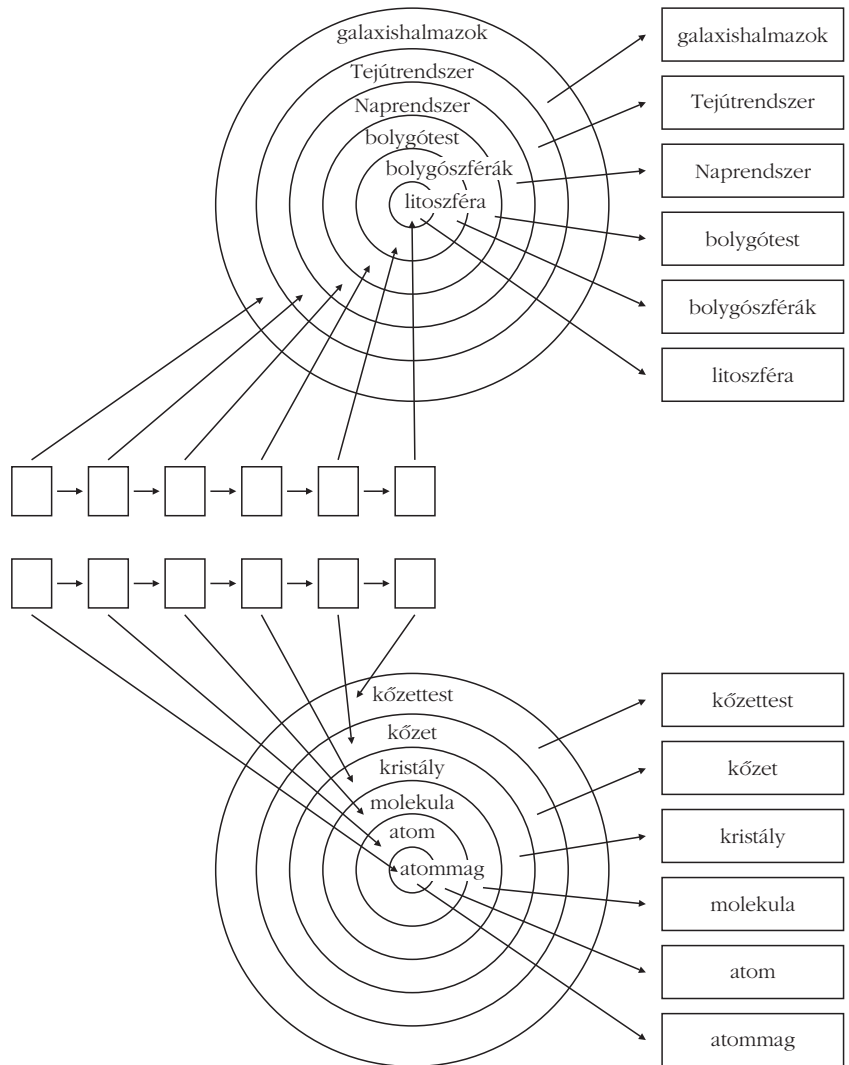 galaxishalmazok
Tejútrendszer
Naprendszer
bolygótest
bolygószférák
litoszféra
galaxishalmazok
Tejútrendszer
Naprendszer
bolygótest
bolygószférák
litoszféra
kőzettest
kőzet
kristály
molekula
atom
atommag
kőzettest
kőzet
kristály
molekula
atom
atommag